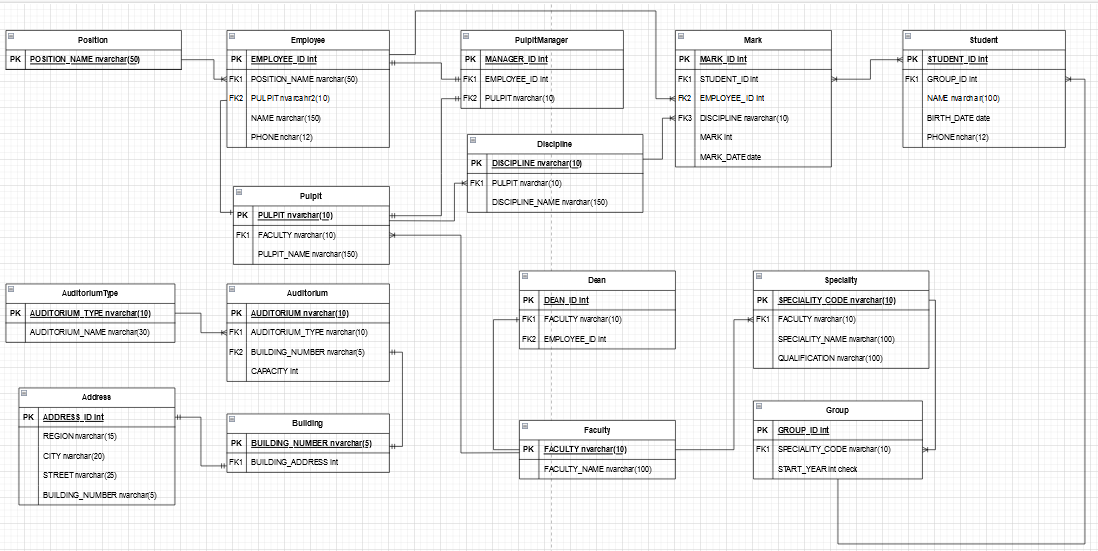 Position
PK POSITION_NAME nvarchar(50)
Employee
PK EMPLOYEE_ID int
FK1 POSITION_NAME nvarchar(50)
FK2 PULPIT nvarcahr2(10)
NAME nvarchar(150)
PHONE nchar(12)
PulpitManager
PK MANAGER_ID int
FK1 EMPLOYEE_ID int
FK2 PULPIT nvarchar(10)
Mark
PK MARK_ID int
FK1 STUDENT_ID int
FK2 EMPLOYEE_ID int
FK3 DISCIPLINE nvarchar(10)
MARK int
MARK_DATE date
Student
PK STUDENT_ID int
FK1 GROUP_ID int
NAME nvarchar(100)
BIRTH_DATE date
PHONE nchar(12)
Discipline
PK DISCIPLINE nvarchar(10)
FK1 PULPIT nvarchar(10)
DISCIPLINE_NAME nvarchar(150)
Pulpit
PK PULPIT nvarchar(10)
FK1 FACULTY nvarchar(10)
PULPIT_NAME nvarchar(150)
AuditoriumType
PK AUDITORIUM_TYPE nvarchar(10)
AUDITORIUM_NAME nvarchar(30)
Auditorium
PK AUDITORIUM nvarchar(10)
FK1 AUDITORIUM_TYPE nvarchar(10)
FK2 BUILDING_NUMBER nvarchar(5)
CAPACITY int
Dean
PK DEAN_ID int
FK1 FACULTY nvarchar(10)
FK2 EMPLOYEE_ID int
Speciality
PK SPECIALITY_CODE nvarchar(10)
FK1 FACULTY nvarchar(10)
SPECIALITY_NAME nvarchar(100)
QUALIFICATION nvarchar(100)
Address
PK ADDRESS_ID int
REGION nvarchar(15)
CITY nvarchar(20)
STREET nvarchar(25)
BUILDING_NUMBER nvarchar(5)
Building
PK BUILDING_NUMBER nvarchar(5)
FK1 BUILDING_ADDRESS int
Faculty
PK FACULTY nvarchar(10)
FACULTY_NAME nvarchar(100)
Group
PK GROUP_ID int
FK1 SPECIALITY_CODE nvarchar(10)
START_YEAR int check